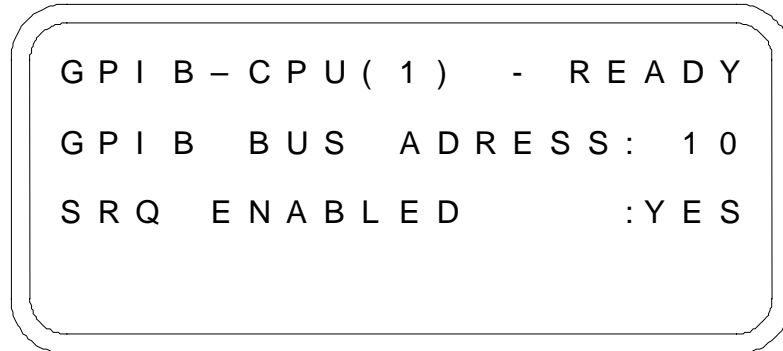 GPIB–CPU(1) - READY
GPIB BUS ADRESS: 10
SRQ ENABLED :YES